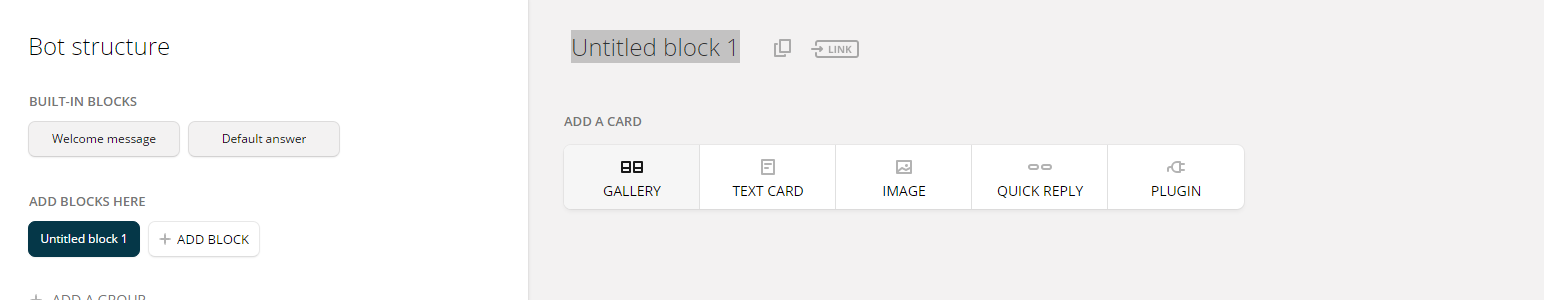 Bot structure
BUILT-IN BLOCKS
Welcome message
Default answer
ADD BLOCKS HERE
Untitled block 1
ADD BLOCK
ADD A GROUP
Untitled block 1
LINK
ADD A CARD
GALLERY
TEXT CARD
IMAGE
QUICK REPLY
PLUGIN